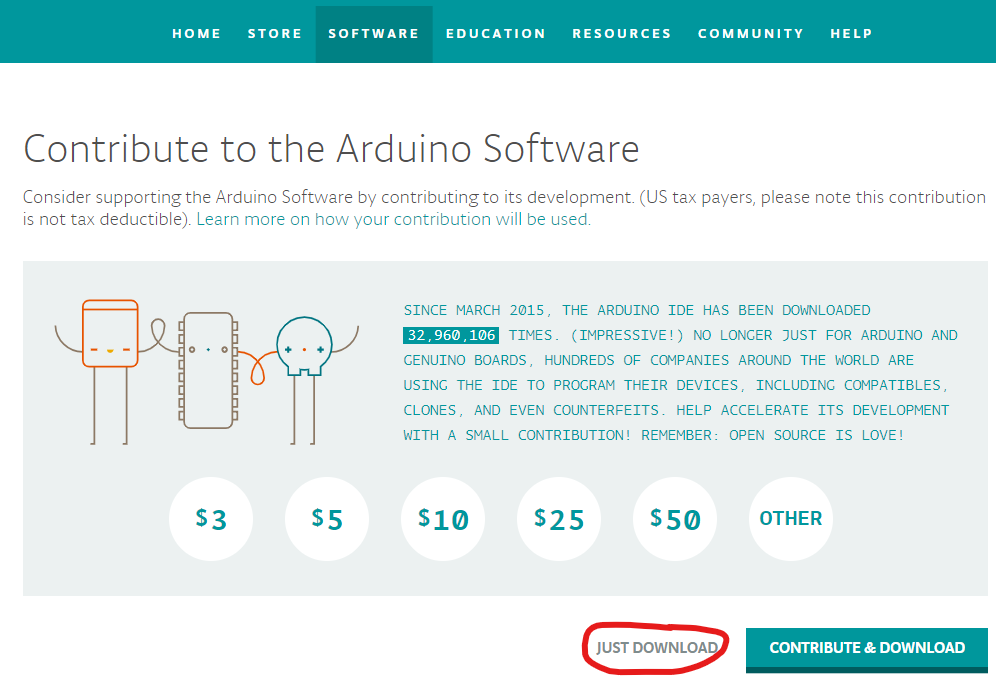 HOME STORE SOFTWARE EDUCATION RESOURCES COMMUNITY HELP
Contribute to the Arduino Software
Consider supporting the Arduino Software by contributing to its development. (US tax payers, please note this contribution
is not tax deductible). Learn more on how your contribution will be used.
SINCE MARCH 2015, THE ARDUINO IDE HAS BEEN DOWNLOADED
32,960,106 TIMES. (IMPRESSIVE!) NO LONGER JUST FOR ARDUINO AND
GENUINO BOARDS, HUNDREDS OF COMPANIES AROUND THE WORLD ARE
USING THE IDE TO PROGRAM THEIR DEVICES, INCLUDING COMPATIBLES,
CLONES, AND EVEN COUNTERFEITS. HELP ACCELERATE ITS DEVELOPMENT
WITH A SMALL CONTRIBUTION! REMEMBER: OPEN SOURCE IS LOVE!
$3 $5 $10 $25 $50 OTHER
JUST DOWNLOAD CONTRIBUTE & DOWNLOAD